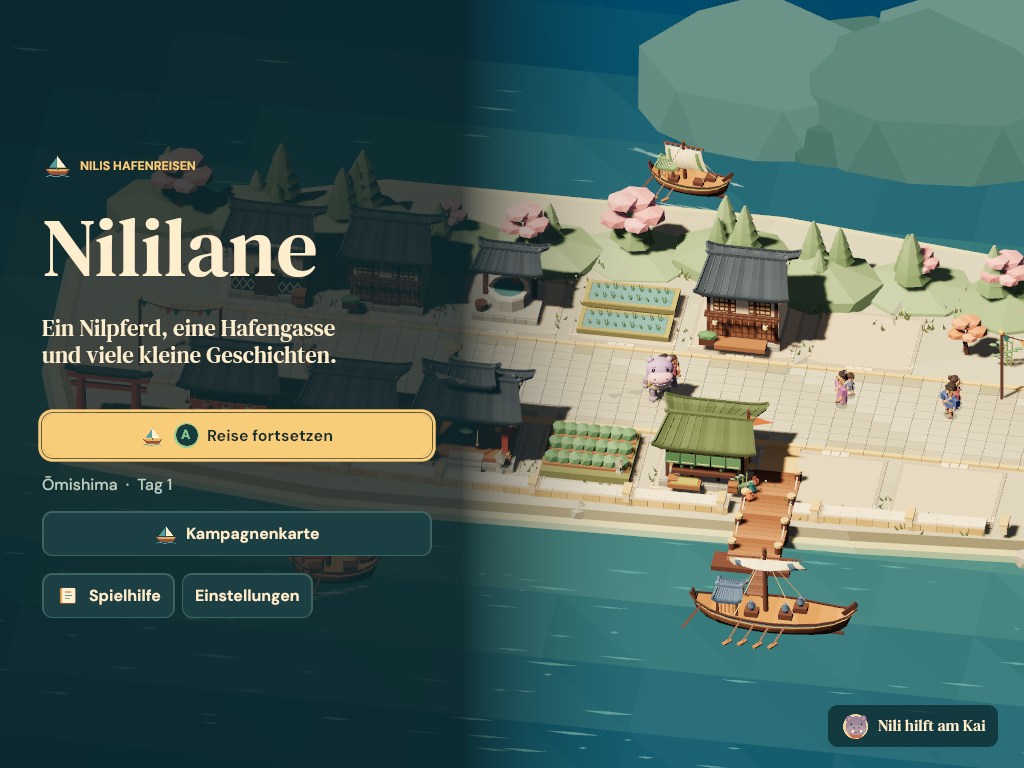 NILIS HAFENREISEN
Nililane
Ein Nilpferd, eine Hafengasse
und viele kleine Geschichten.
A Reise fortsetzen
Ōmishima · Tag 1
Kampagnenkarte
Spielhilfe
Einstellungen
Nili hilft am Kai